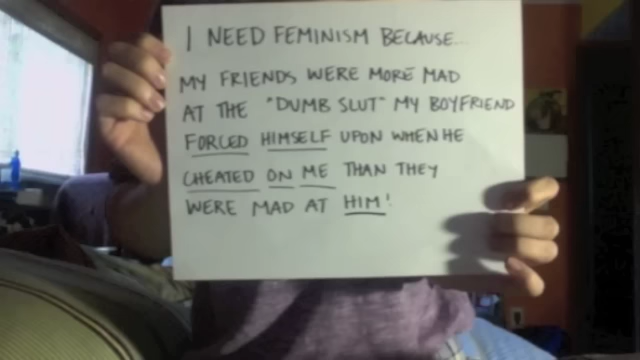 I NEED FEMINISM BECAUSE...
MY FRIENDS WERE MORE MAD
AT THE "DUMB SLUT" MY BOYFRIEND
FORCED HIMSELF UPON WHEN HE
CHEATED ON ME THAN THEY
WERE MAD AT HIM!